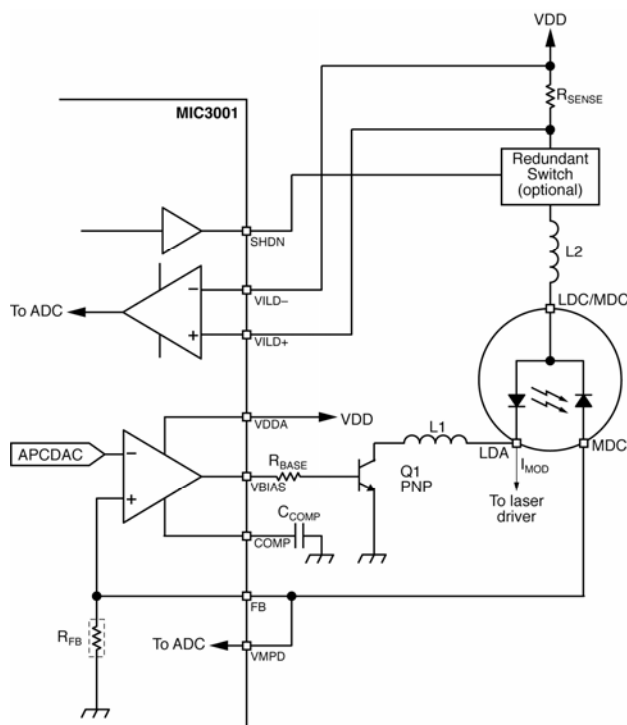 VDD
MIC3001
RSENSE
Redundant
Switch
(optional)
SHDN
L2
VILD–
LDC/MDC
To ADC
VILD+
VDDA
VDD
L1
APCDAC
RBASE
LDA
MDC
VBIAS
Q1
PNP
IMOD
CCOMP
To laser
driver
COMP
FB
RFB
To ADC
VMPD